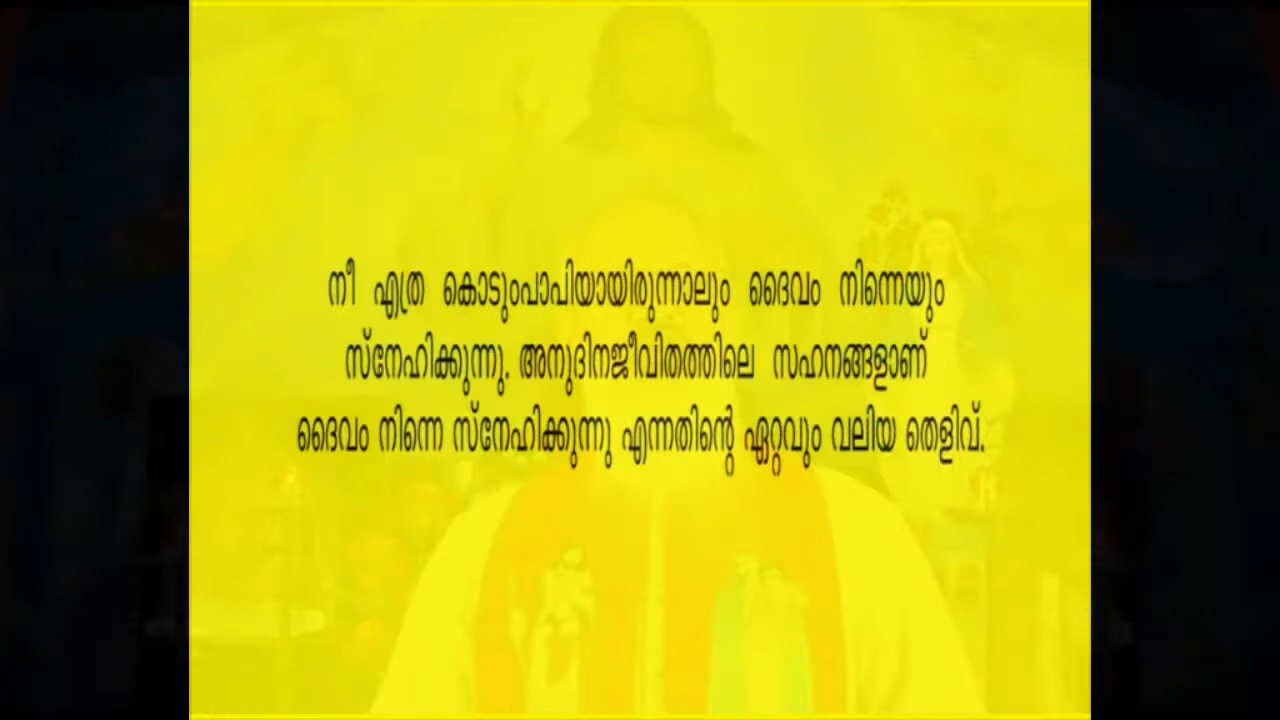 നീ എത്ര കൊടുംപാപിയായിരുന്നാലും ദൈവം നിന്നെയും
സ്നേഹിക്കുന്നു. അനുദിനജീവിതത്തിലെ സഹനങ്ങളാണ്
ദൈവം നിന്നെ സ്നേഹിക്കുന്നു എന്നതിന്റെ ഏറ്റവും വലിയ തെളിവ്.